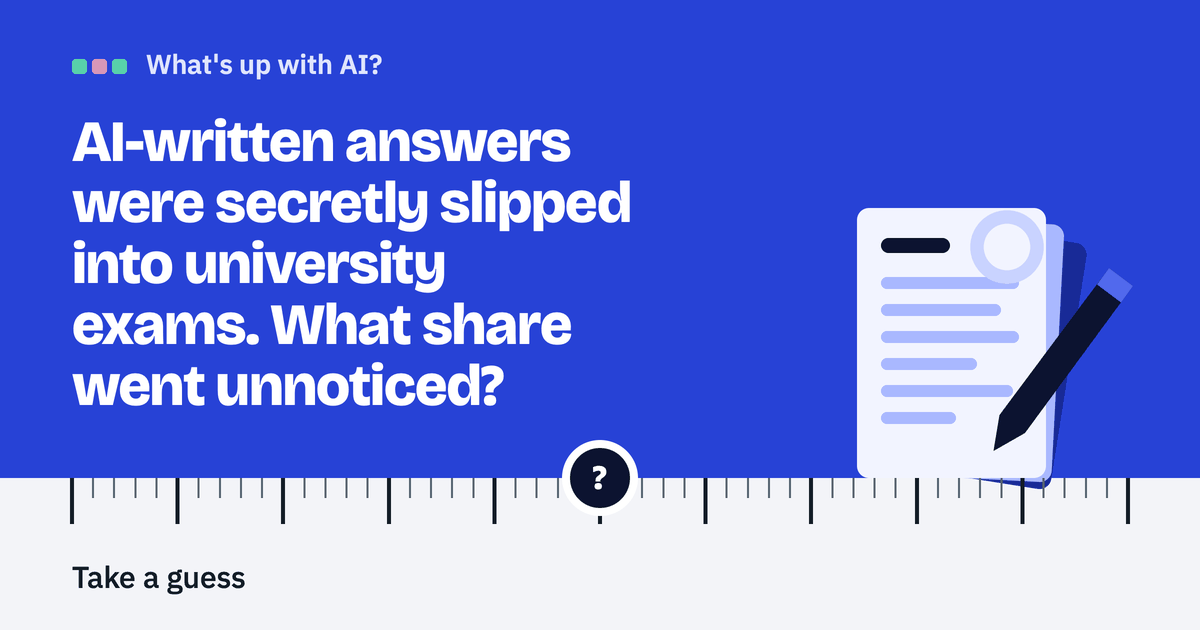 What's up with AI?
AI-written answers
were secretly slipped
into university
exams. What share
went unnoticed?
?
Take a guess